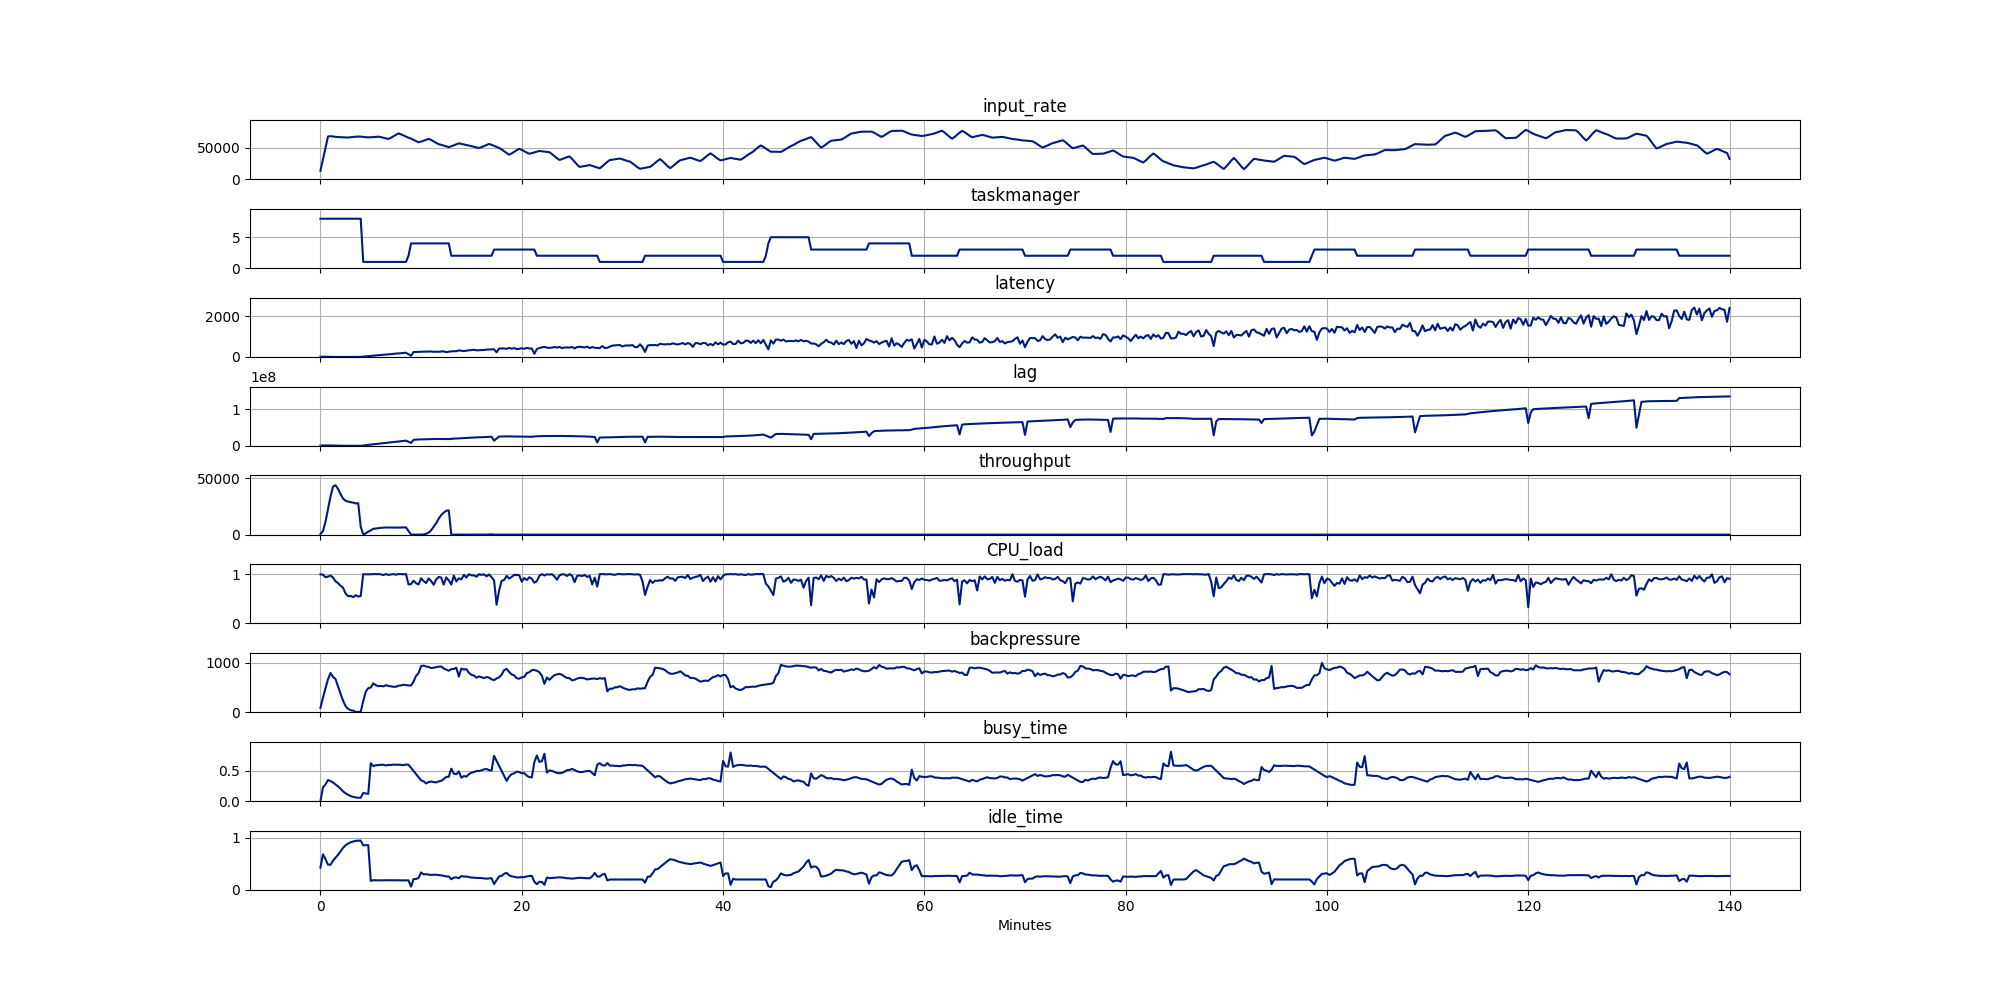 input_rate
50000
0
taskmanager
5
0
latency
2000
0
1e8
lag
1
0
throughput
50000
0
CPU_load
1
0
backpressure
1000
0
busy_time
0.5
0.0
idle_time
1
0
0 20 40 60 80 100 120 140
Minutes